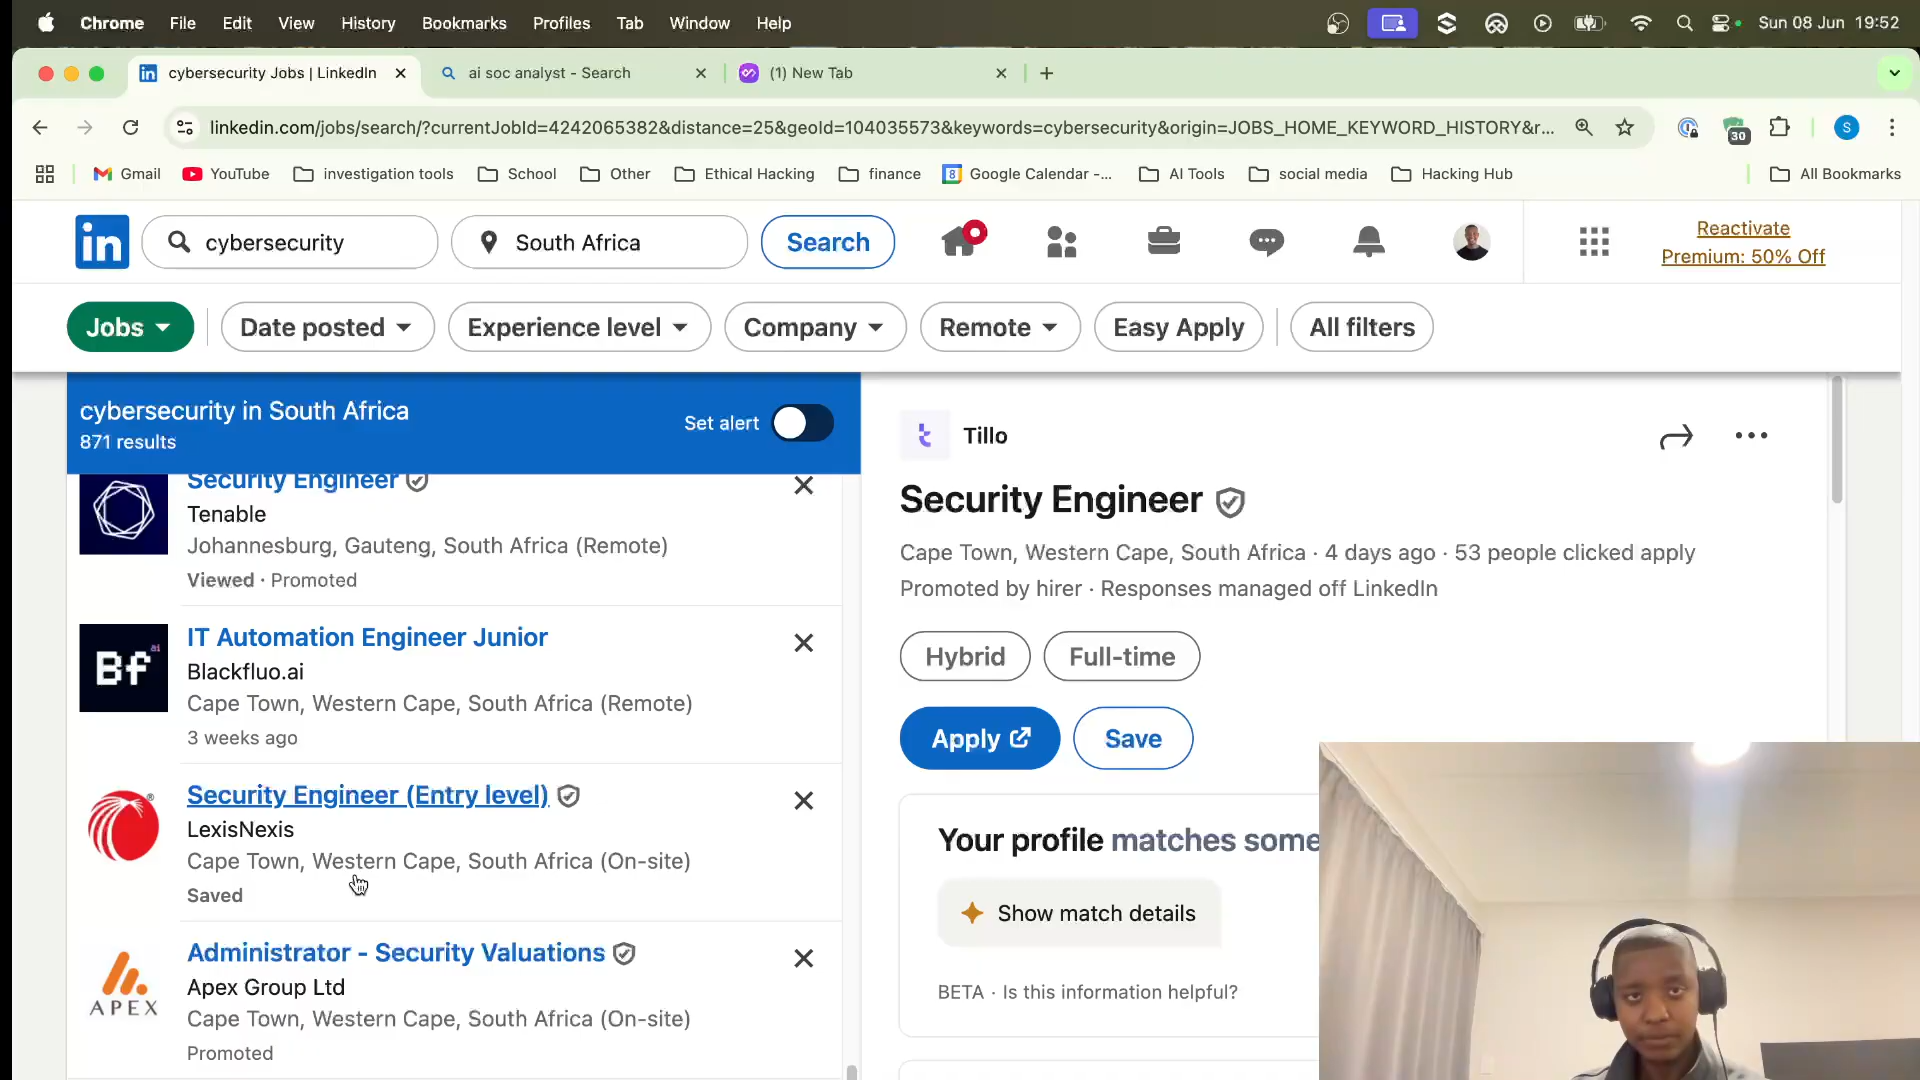 Chrome File Edit View History Bookmarks Profiles Tab Window Help Sun 08 Jun 19:52
cybersecurity Jobs | LinkedIn
ai soc analyst - Search
(1) New Tab
linkedin.com/jobs/search/?currentJobId=4242065382&distance=25&geoId=104035573&keywords=cybersecurity&origin=JOBS_HOME_KEYWORD_HISTORY&r...
30
S
Gmail YouTube investigation tools School Other Ethical Hacking finance Google Calendar -... AI Tools social media Hacking Hub All Bookmarks
in
cybersecurity
South Africa
Search
Reactivate
Premium: 50% Off
Jobs
Date posted
Experience level
Company
Remote
Easy Apply
All filters
cybersecurity in South Africa
871 results
Set alert
Security Engineer
Tenable
Johannesburg, Gauteng, South Africa (Remote)
Viewed · Promoted
Bf ai
IT Automation Engineer Junior
Blackfluo.ai
Cape Town, Western Cape, South Africa (Remote)
3 weeks ago
Security Engineer (Entry level)
LexisNexis
Cape Town, Western Cape, South Africa (On-site)
Saved
APEX
Administrator - Security Valuations
Apex Group Ltd
Cape Town, Western Cape, South Africa (On-site)
Promoted
t
Tillo
Security Engineer
Cape Town, Western Cape, South Africa · 4 days ago · 53 people clicked apply
Promoted by hirer · Responses managed off LinkedIn
Hybrid
Full-time
Apply
Save
Your profile matches some
Show match details
BETA · Is this information helpful?